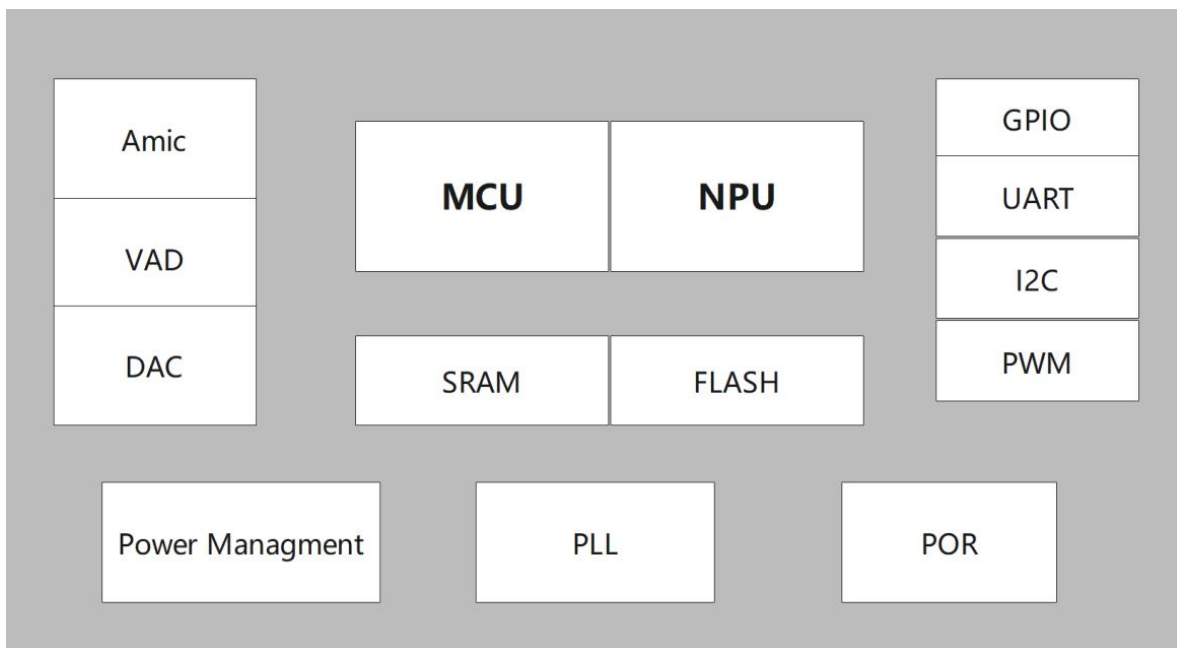 Amic
VAD
DAC
MCU
NPU
SRAM
FLASH
GPIO
UART
I2C
PWM
Power Managment
PLL
POR